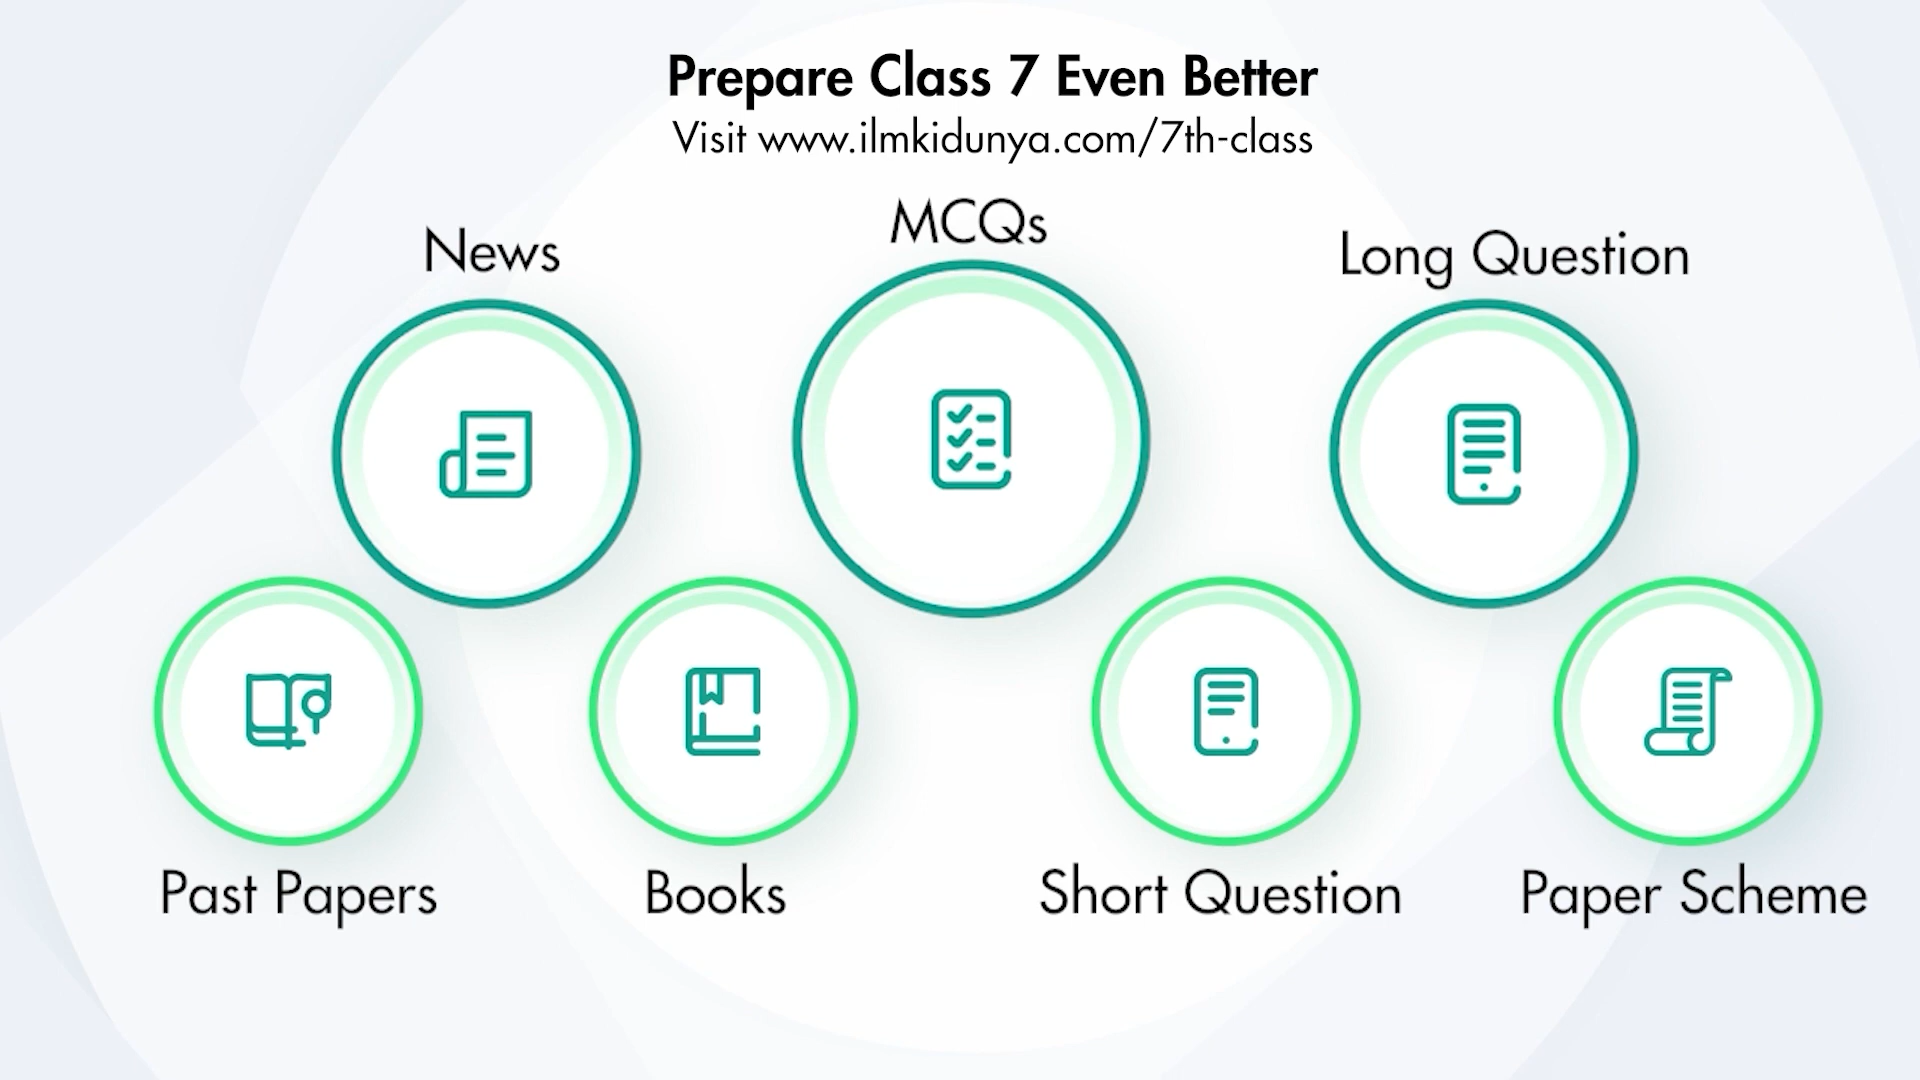 Prepare Class 7 Even Better
Visit www.ilmkidunya.com/7th-class
News
MCQs
Long Question
Past Papers
Books
Short Question
Paper Scheme